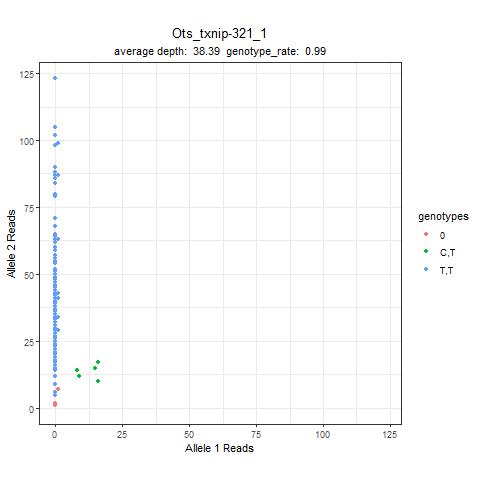 Ots_txnip-321_1
average depth: 38.39 genotype_rate: 0.99
125
100
75
50
25
0
Allele 2 Reads
0 25 50 75 100 125
Allele 1 Reads
genotypes
0
C,T
T,T